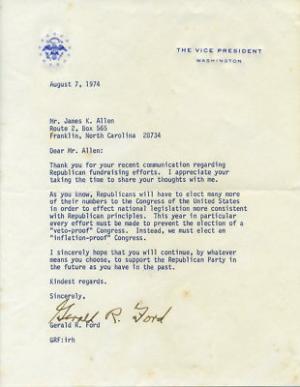 THE VICE PRESIDENT
WASHINGTON
August 7, 1974
Mr. James K. Allen
Route 2, Box 565
Franklin, North Carolina 20734
Dear Mr. Allen:
Thank you for your recent communication regarding
Republican fundraising efforts. I appreciate your
taking the time to share your thoughts with me.
As you know, Republicans will have to elect many more
of their numbers to the Congress of the United States
in order to effect national legislation more consistent
with Republican principles. This year in particular
every effort must be made to prevent the election of a
"veto-proof" Congress. Instead, we must elect an
"inflation-proof" Congress.
I sincerely hope that you will continue, by whatever
means you choose, to support the Republican Party in
the future as you have in the past.
Kindest regards.
Sincerely,
Gerald R. Ford
Gerald R. Ford
GRF:irh